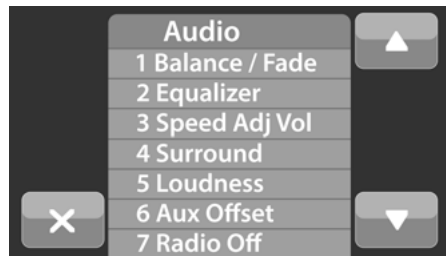 Audio
1 Balance / Fade
2 Equalizer
3 Speed Adj Vol
4 Surround
5 Loudness
6 Aux Offset
7 Radio Off